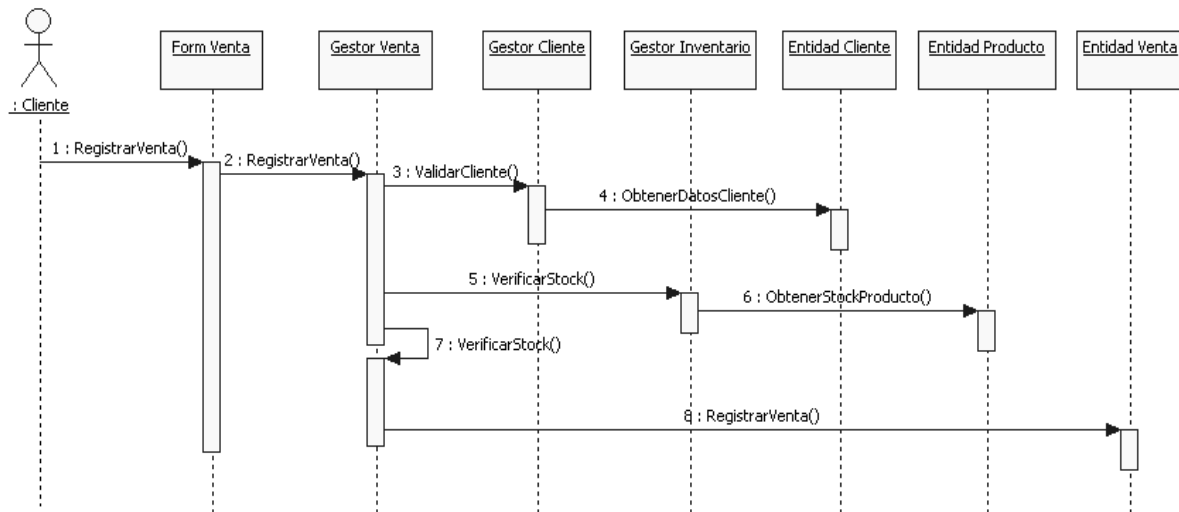 Form Venta
Gestor Venta
Gestor Cliente
Gestor Inventario
Entidad Cliente
Entidad Producto
Entidad Venta
: Cliente
1 : RegistrarVenta()
2 : RegistrarVenta()
3 : ValidarCliente()
4 : ObtenerDatosCliente()
5 : VerificarStock()
6 : ObtenerStockProducto()
7 : VerificarStock()
8 : RegistrarVenta()